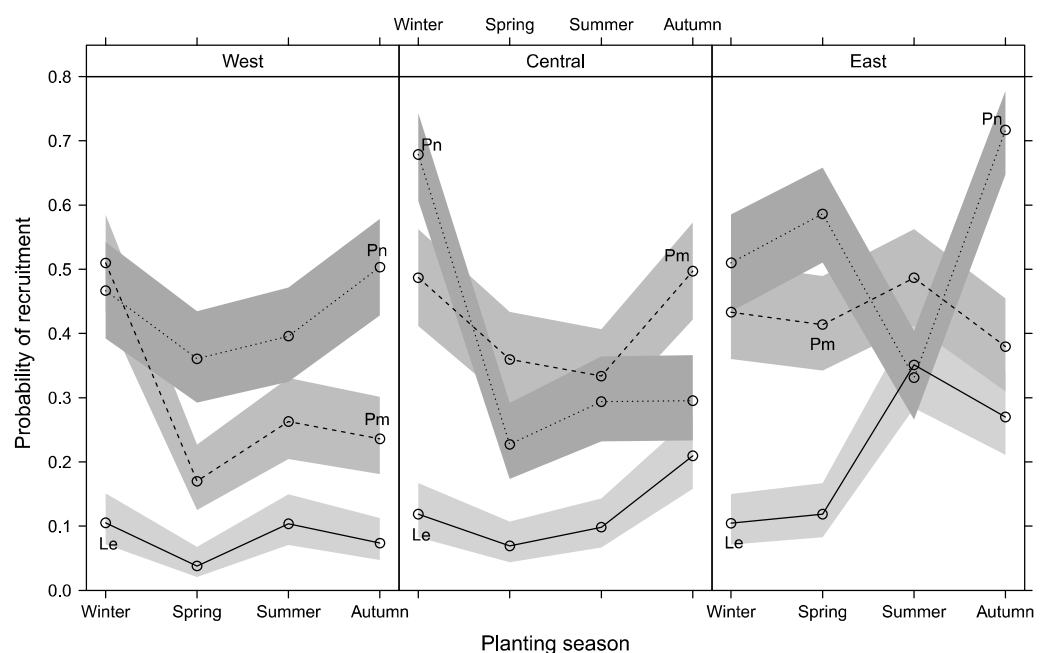 Winter Spring Summer Autumn
West Central East
0.8
0.7
0.6
0.5
0.4
0.3
0.2
0.1
0.0
Probability of recruitment
Pn
Pm
Le
Pn
Pm
Le
Pn
Pm
Le
Winter Spring Summer Autumn Winter Spring Summer Autumn
Planting season